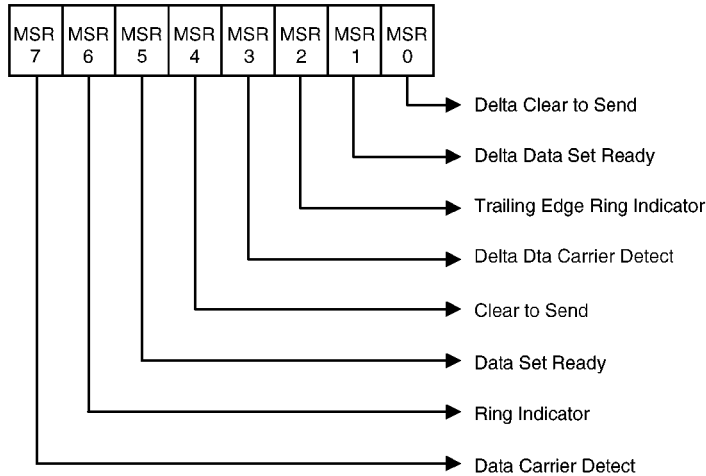 MSR MSR MSR MSR MSR MSR MSR MSR
7 6 5 4 3 2 1 0
Delta Clear to Send
Delta Data Set Ready
Trailing Edge Ring Indicator
Delta Dta Carrier Detect
Clear to Send
Data Set Ready
Ring Indicator
Data Carrier Detect